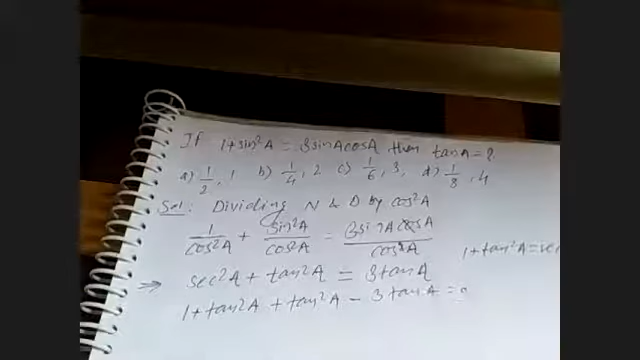 If 1+sin²A = 3sinAcosA then tanA = ?
a) 1/2, 1 b) 1/4, 2 c) 1/6, 3, d) 1/8, 4
Sol: Dividing N & D by cos²A
1/cos²A + sin²A/cos²A = 3sinAcosA/cos²A
1+tan²A = sec
⇒ sec²A + tan²A = 3tanA
1+tan²A + tan²A - 3tanA = 0